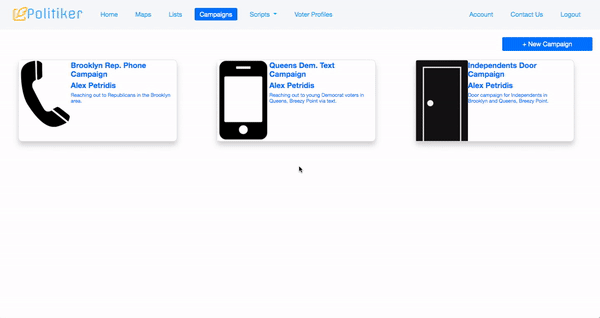 Politiker Home Maps Lists Campaigns Scripts Voter Profiles Account Contact Us Logout
+ New Campaign
Brooklyn Rep. Phone
Campaign
Alex Petridis
Reaching out to Republicans in the Brooklyn
area.
Queens Dem. Text
Campaign
Alex Petridis
Reaching out to young Democrat voters in
Queens, Breezy Point via text.
Independents Door
Campaign
Alex Petridis
Door campaign for Independents in
Brooklyn and Queens, Breezy Point.